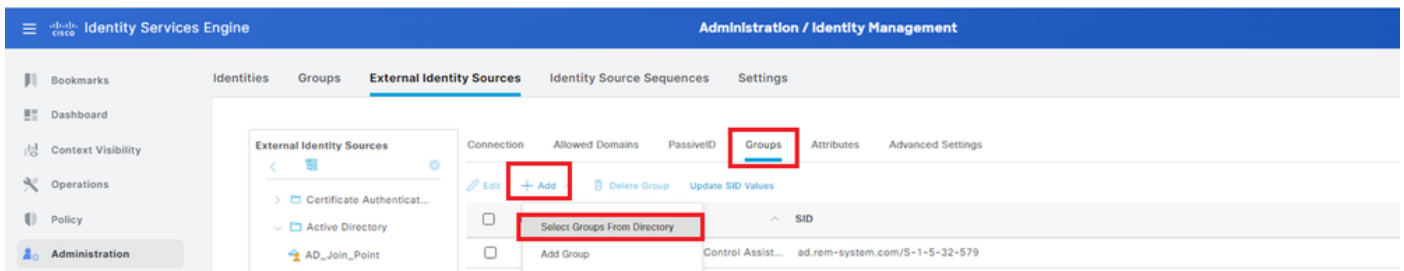 cisco Identity Services Engine
Administration / Identity Management
Bookmarks
Dashboard
Context Visibility
Operations
Policy
Administration
Identities Groups External Identity Sources Identity Source Sequences Settings
External Identity Sources
Certificate Authenticat...
Active Directory
AD_Join_Point
Connection Allowed Domains PassiveID Groups Attributes Advanced Settings
Edit + Add Delete Group Update SID Values
SID
Select Groups From Directory
Add Group
Control Assist... ad.rem-system.com/S-1-5-32-579